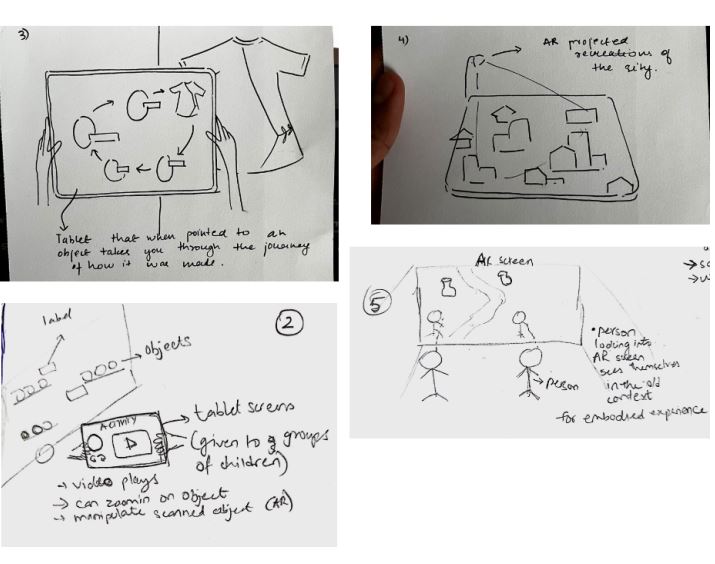 3)
Tablet that when pointed to an
object takes you through the journey
of how it was made.
4)
AR projected
recreations of
the city.
2
label
objects
ACTIVITY
tablet screens
(given to 3 groups
of children)
→ video plays
→ can zoom in on object
→ manipulate scanned object (AR)
5
AR screen
• person
looking into
AR screen
sees themselves
in the old
context
→ person
for embodied experience